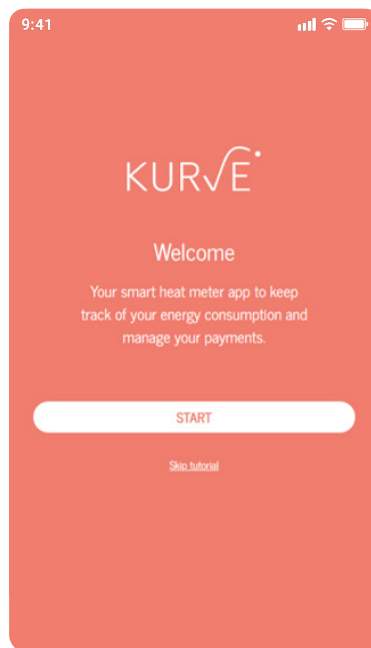 9:41
KURVE
Welcome
Your smart heat meter app to keep
track of your energy consumption and
manage your payments.
START
Skip tutorial